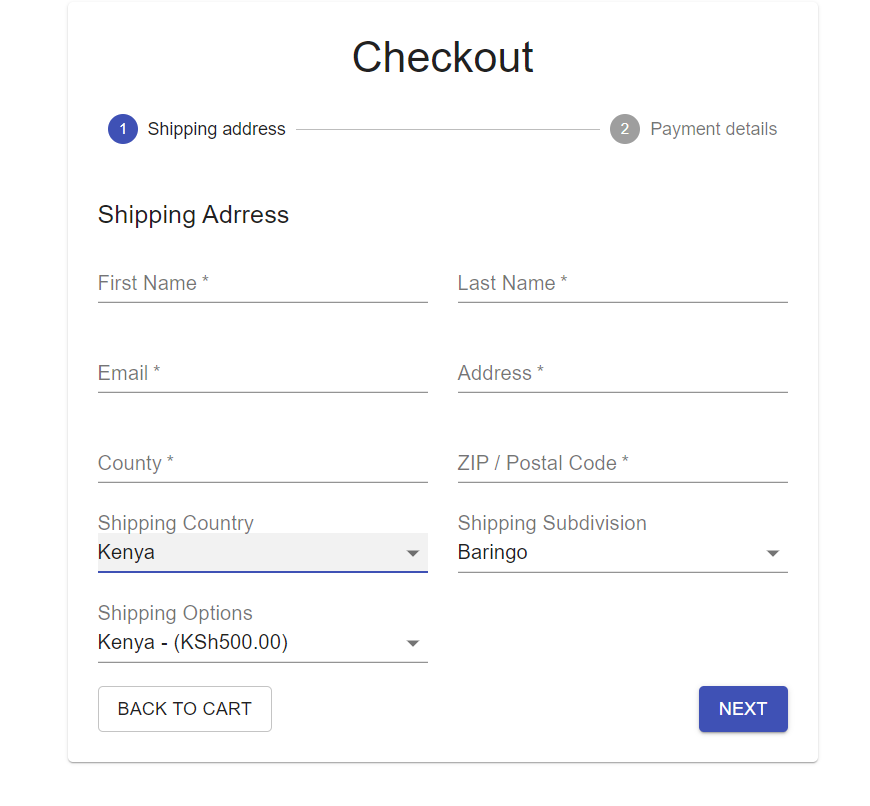 Checkout
1 Shipping address 2 Payment details
Shipping Adrress
First Name * Last Name *
Email * Address *
County * ZIP / Postal Code *
Shipping Country Shipping Subdivision
Kenya Baringo
Shipping Options
Kenya - (KSh500.00)
BACK TO CART NEXT